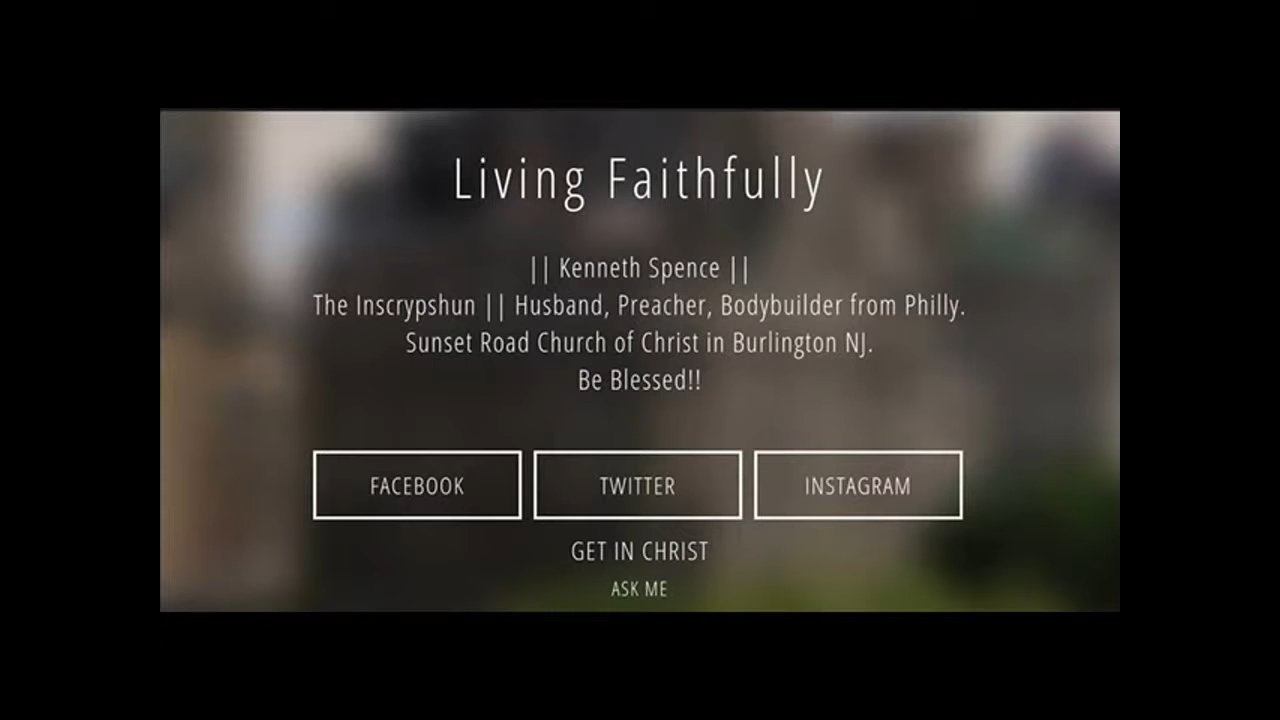 Living Faithfully
|| Kenneth Spence ||
The Inscrypshun || Husband, Preacher, Bodybuilder from Philly.
Sunset Road Church of Christ in Burlington NJ.
Be Blessed!!
FACEBOOK TWITTER INSTAGRAM
GET IN CHRIST
ASK ME